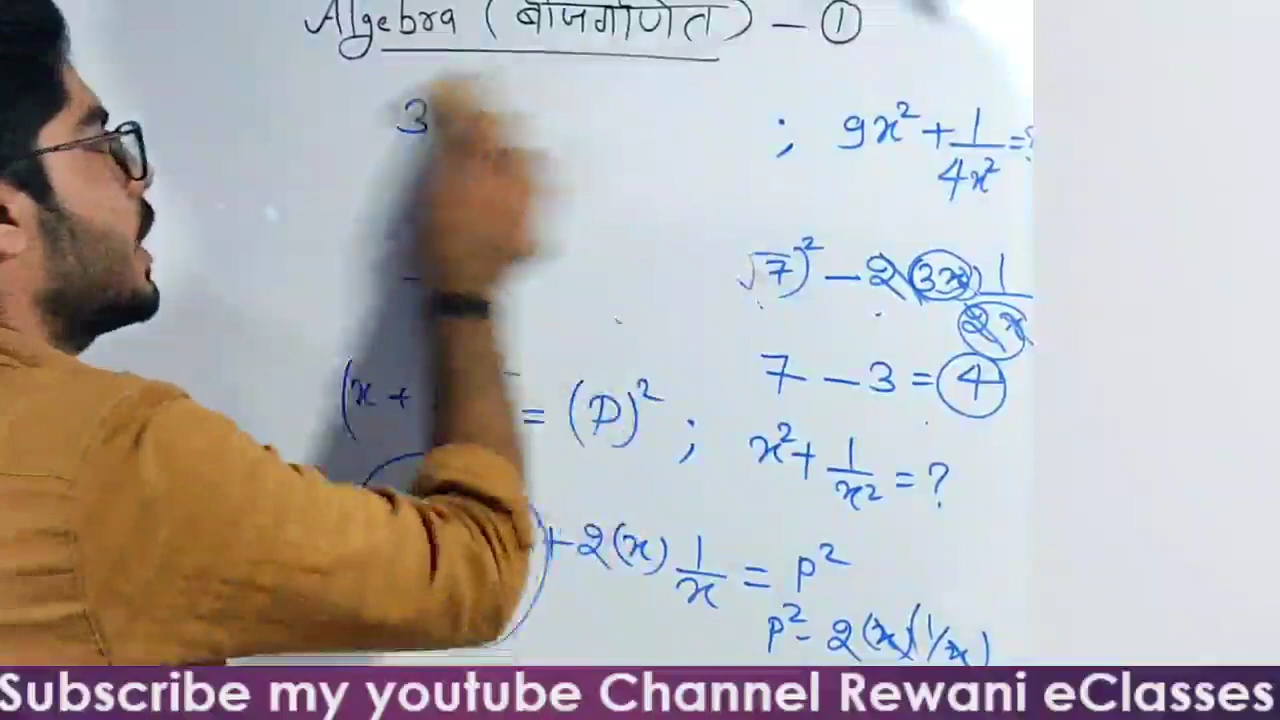 Algebra (बीजगणित) – ①
3 ; 9x² + 1/4x² = ?
√7)² – 2(3x) 1/2x
7 – 3 = 4
(x + = (P)² ; x² + 1/x² = ?
+ 2(x) 1/x = p²
p² – 2(x)(1/x)
Subscribe my youtube Channel Rewani eClasses